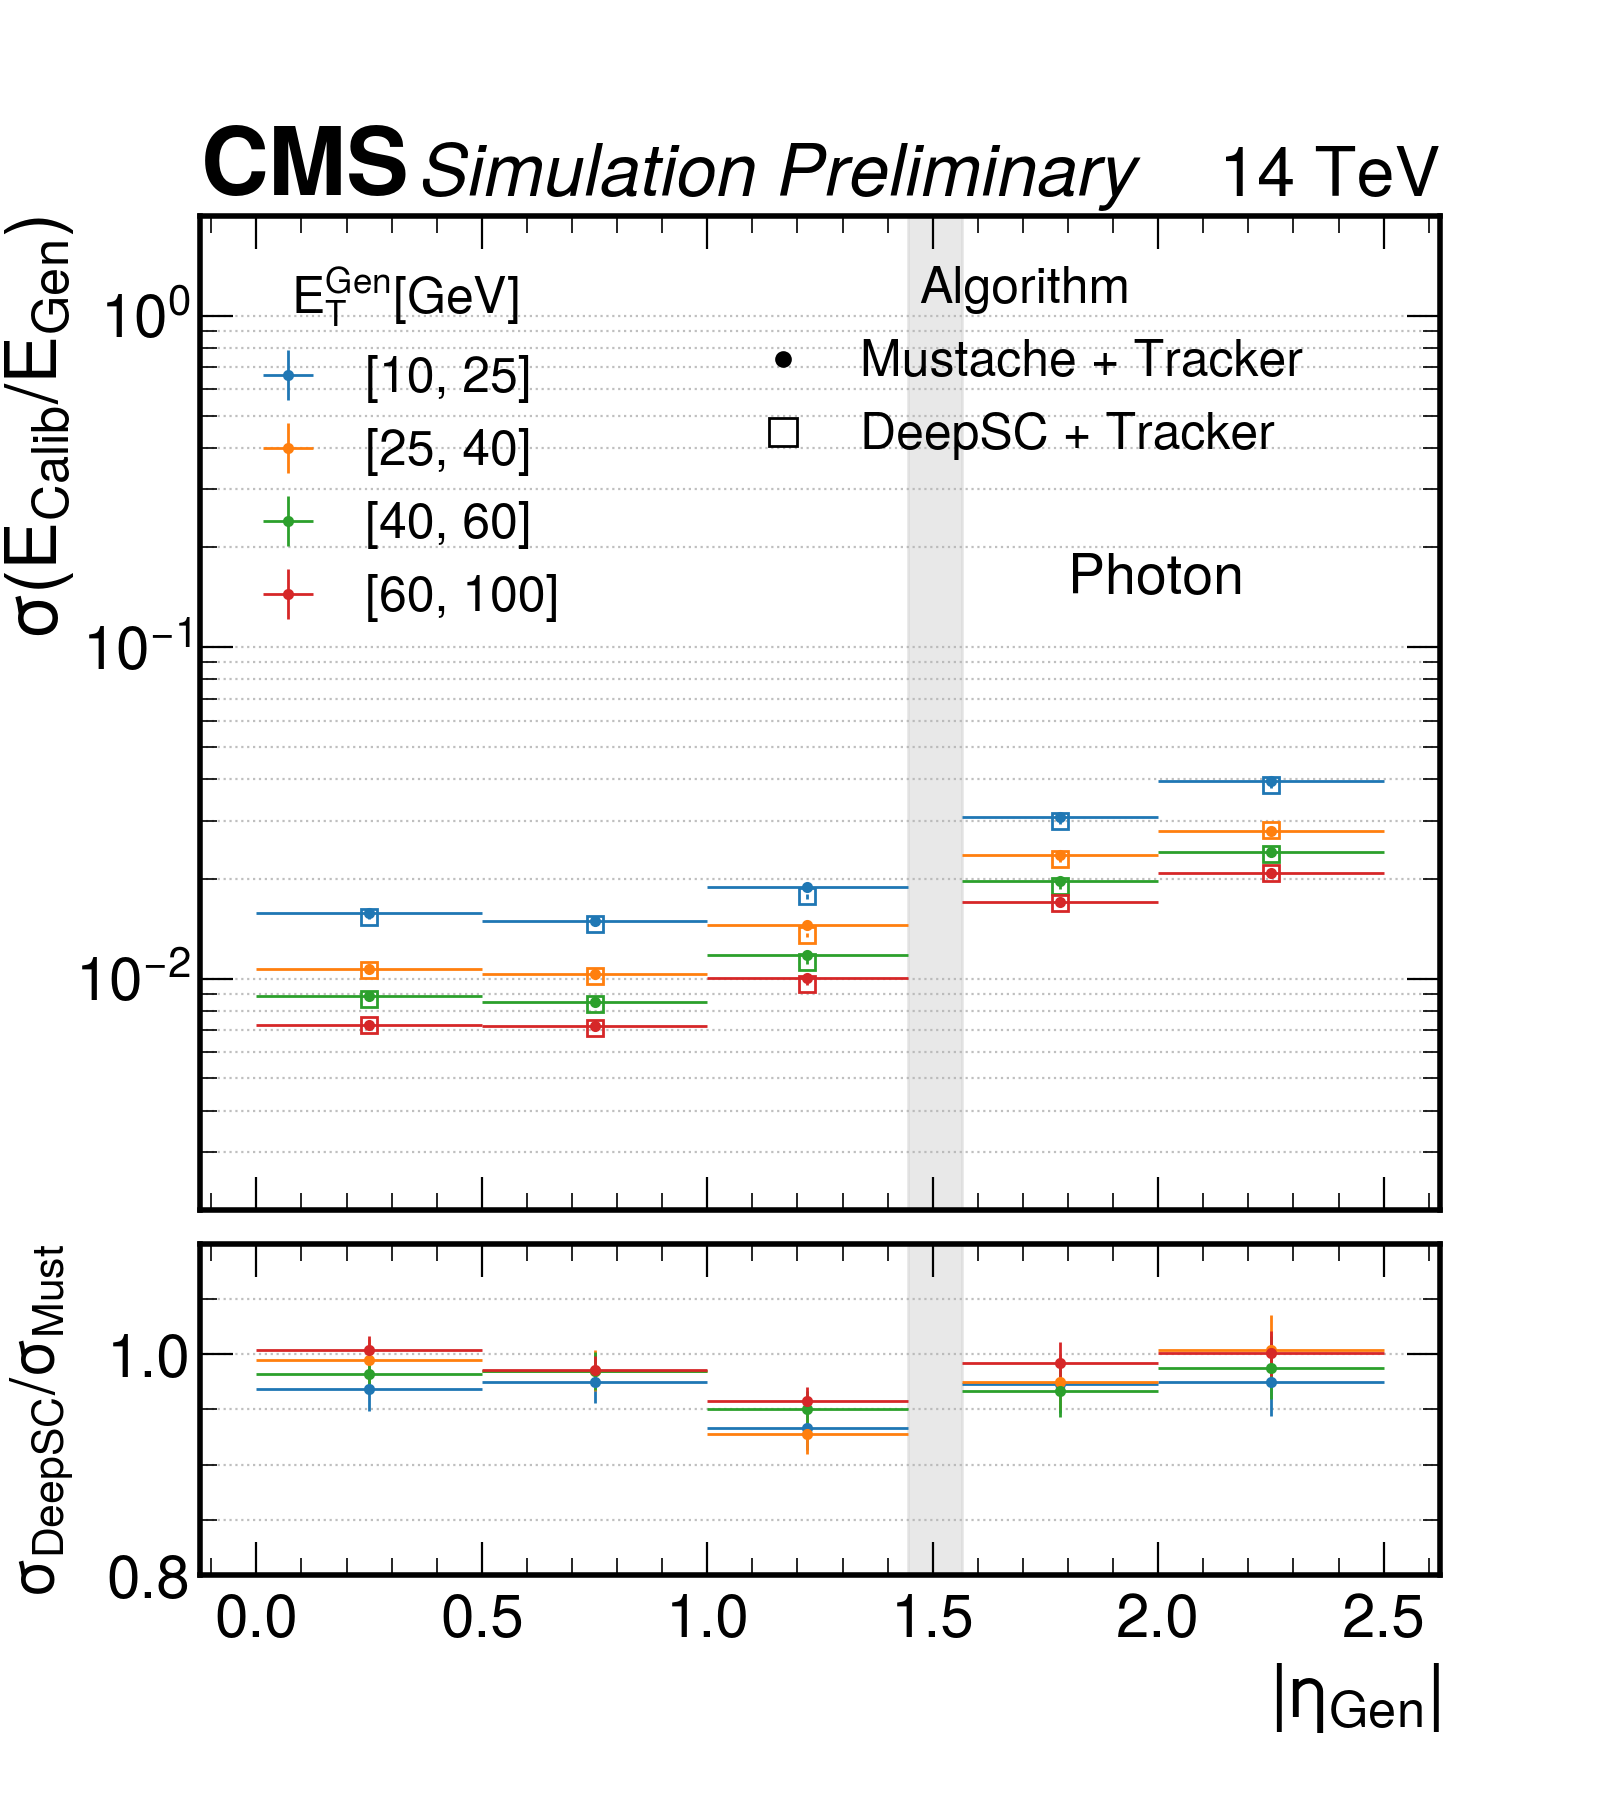 CMS Simulation Preliminary 14 TeV
σ(E_Calib/E_Gen)
E_T^Gen[GeV]
[10, 25]
[25, 40]
[40, 60]
[60, 100]
Algorithm
Mustache + Tracker
DeepSC + Tracker
Photon
10⁰
10⁻¹
10⁻²
σ_DeepSC/σ_Must
1.0
0.8
0.0 0.5 1.0 1.5 2.0 2.5
|η_Gen|